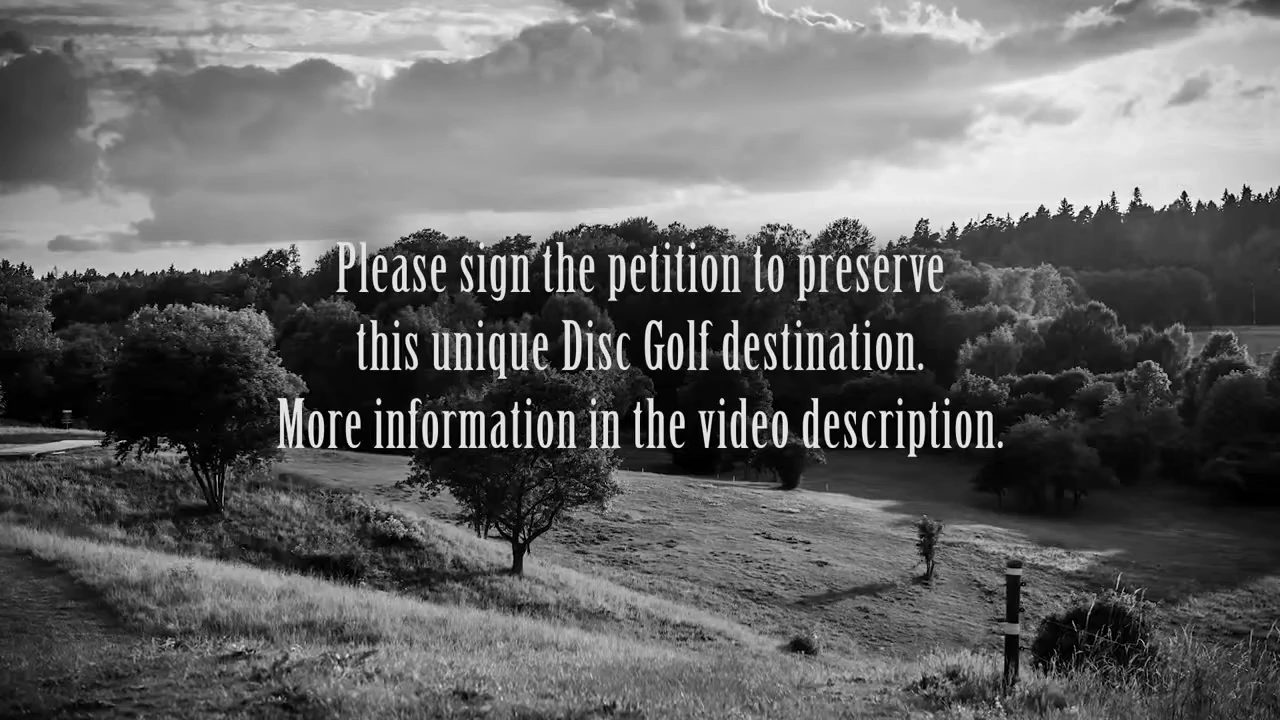 Please sign the petition to preserve
this unique Disc Golf destination.
More information in the video description.